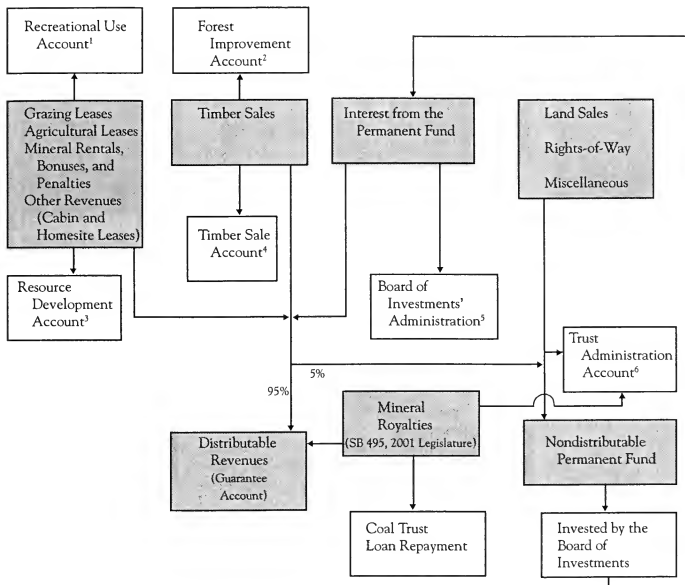 Recreational Use
Account¹
Forest
Improvement
Account²
Grazing Leases
Agricultural Leases
Mineral Rentals,
Bonuses, and
Penalties
Other Revenues
(Cabin and
Homesite Leases)
Timber Sales
Interest from the
Permanent Fund
Land Sales
Rights-of-Way
Miscellaneous
Timber Sale
Account⁴
Resource
Development
Account³
Board of
Investments'
Administration⁵
Trust
Administration
Account⁶
5%
95%
Mineral
Royalties
(SB 495, 2001 Legislature)
Distributable
Revenues
(Guarantee
Account)
Nondistributable
Permanent Fund
Coal Trust
Loan Repayment
Invested by the
Board of
Investments